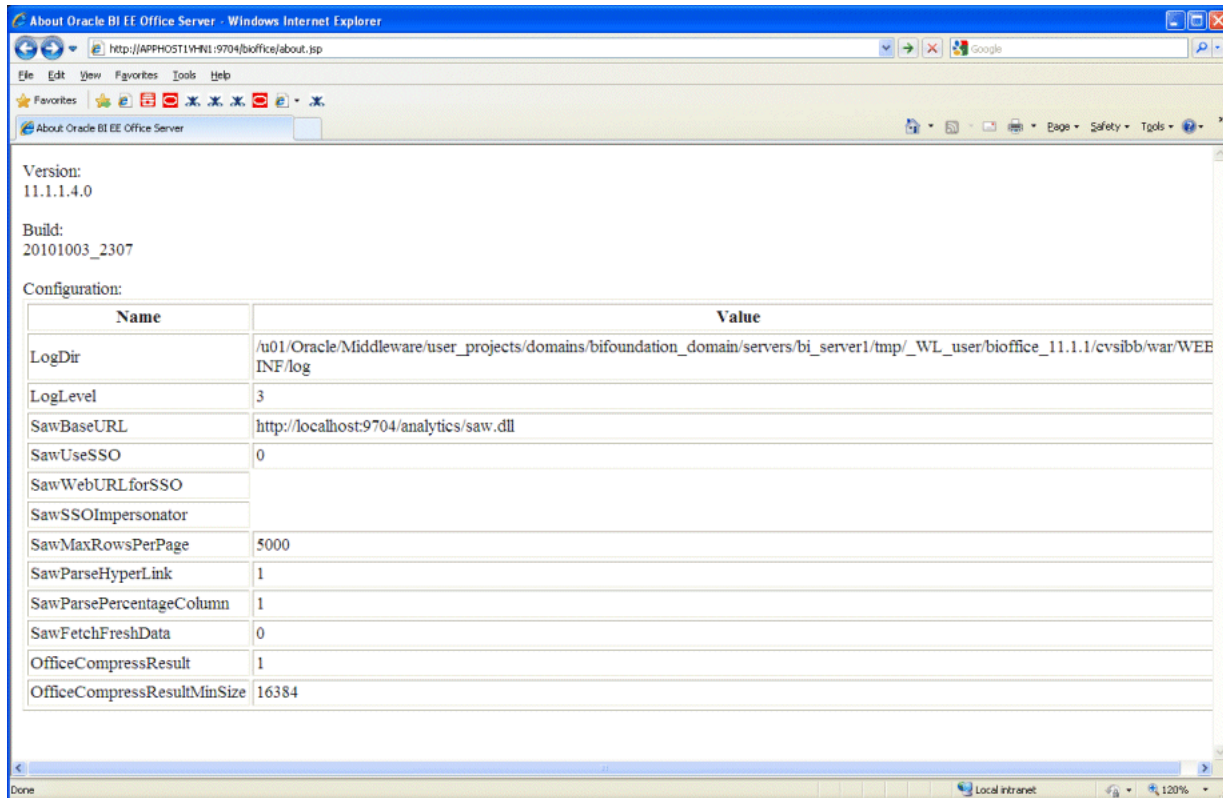 About Oracle BI EE Office Server - Windows Internet Explorer
http://APPHOST1VHN1:9704/bioffice/about.jsp
Google
File Edit View Favorites Tools Help
Favorites
About Oracle BI EE Office Server
Page Safety Tools
Version:
11.1.1.4.0
Build:
20101003_2307
Configuration:
Name Value
LogDir /u01/Oracle/Middleware/user_projects/domains/bifoundation_domain/servers/bi_server1/tmp/_WL_user/bioffice_11.1.1/cvsibb/war/WEB
INF/log
LogLevel 3
SawBaseURL http://localhost:9704/analytics/saw.dll
SawUseSSO 0
SawWebURLforSSO
SawSSOImpersonator
SawMaxRowsPerPage 5000
SawParseHyperLink 1
SawParsePercentageColumn 1
SawFetchFreshData 0
OfficeCompressResult 1
OfficeCompressResultMinSize 16384
Done Local intranet 120%